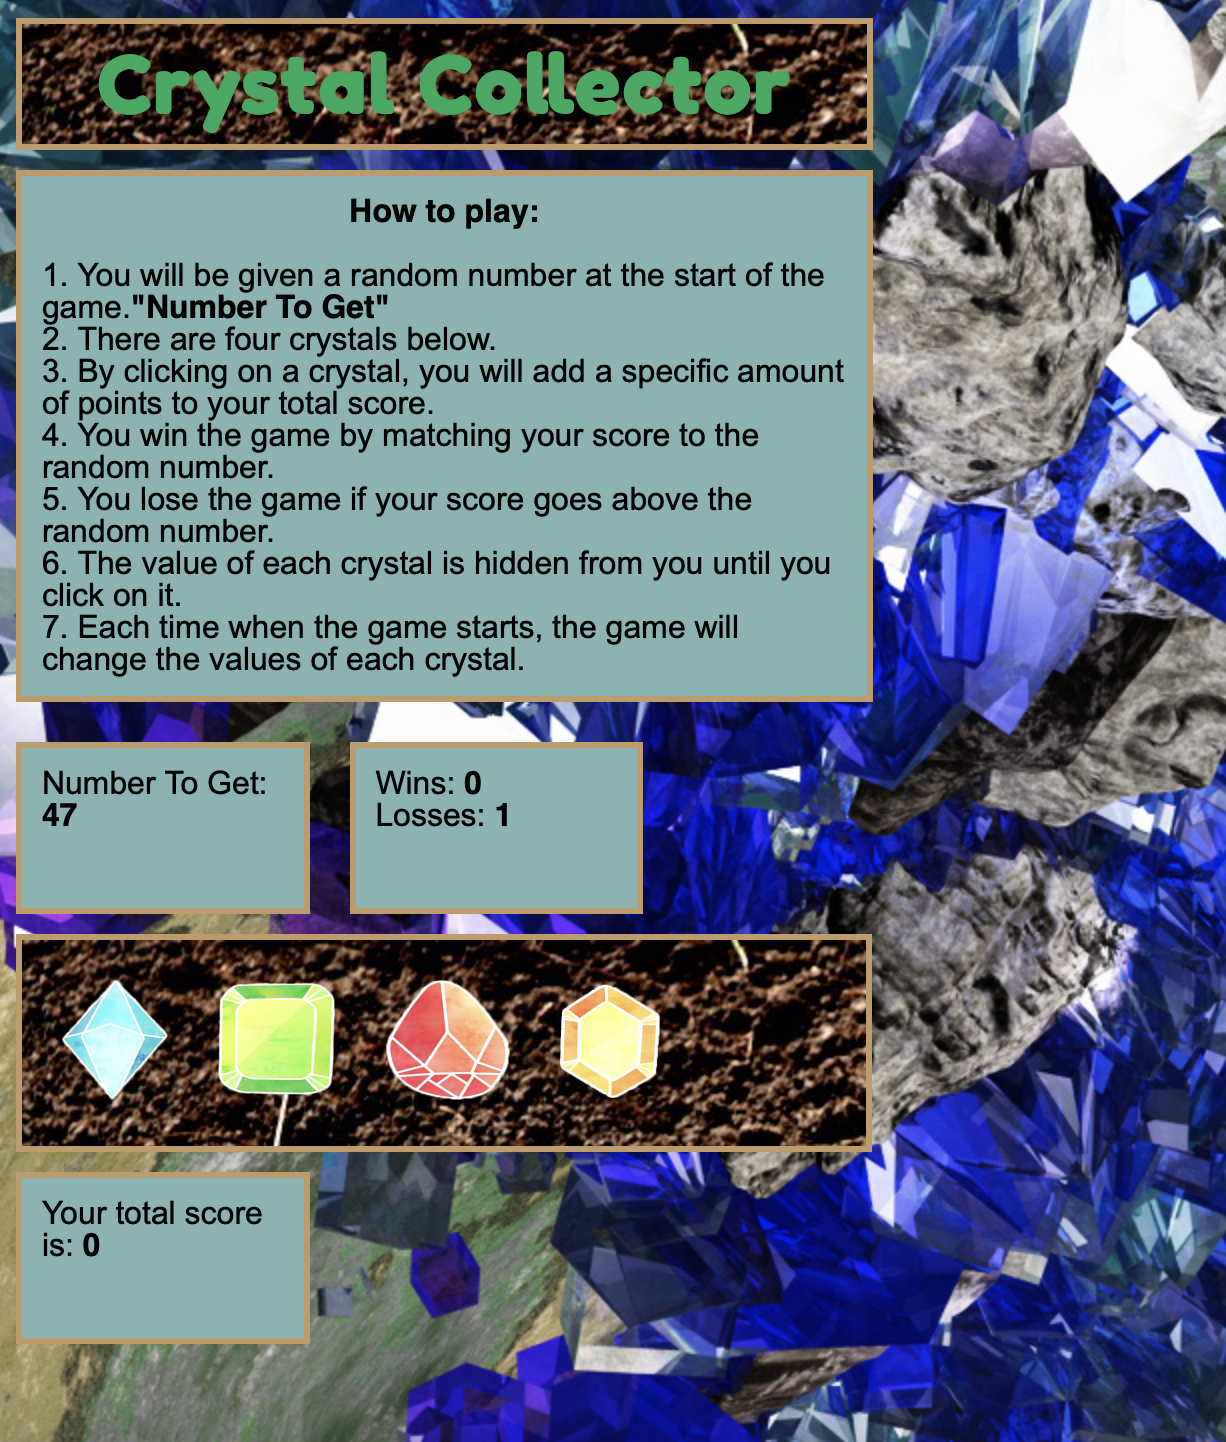 Crystal Collector
How to play:
1. You will be given a random number at the start of the
game."Number To Get"
2. There are four crystals below.
3. By clicking on a crystal, you will add a specific amount
of points to your total score.
4. You win the game by matching your score to the
random number.
5. You lose the game if your score goes above the
random number.
6. The value of each crystal is hidden from you until you
click on it.
7. Each time when the game starts, the game will
change the values of each crystal.
Number To Get:
47
Wins: 0
Losses: 1
Your total score
is: 0